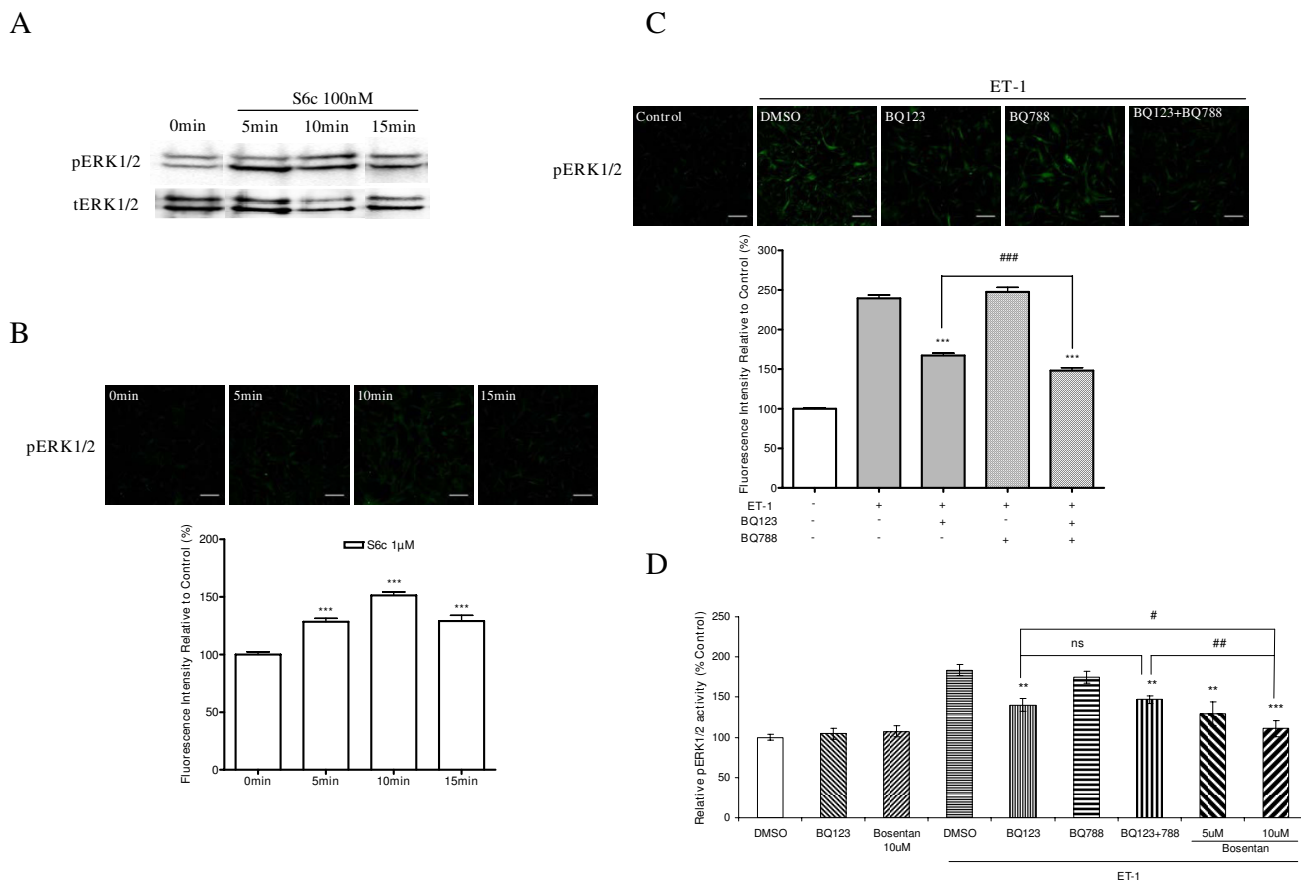 A
S6c 100nM
0min 5min 10min 15min
pERK1/2
tERK1/2
B
0min 5min 10min 15min
pERK1/2
Fluorescence Intensity Relative to Control (%)
200
150
100
50
0
S6c 1µM
*** *** ***
0min 5min 10min 15min
C
ET-1
Control DMSO BQ123 BQ788 BQ123+BQ788
pERK1/2
Fluorescence Intensity Relative to Control (%)
300
250
200
150
100
50
0
###
*** ***
ET-1 - + + + +
BQ123 - - + - +
BQ788 - - - + +
D
Relative pERK1/2 activity (% Control)
250
200
150
100
50
0
#
ns ##
** ** ** ***
DMSO BQ123 Bosentan 10uM DMSO BQ123 BQ788 BQ123+788 5uM 10uM
Bosentan
ET-1